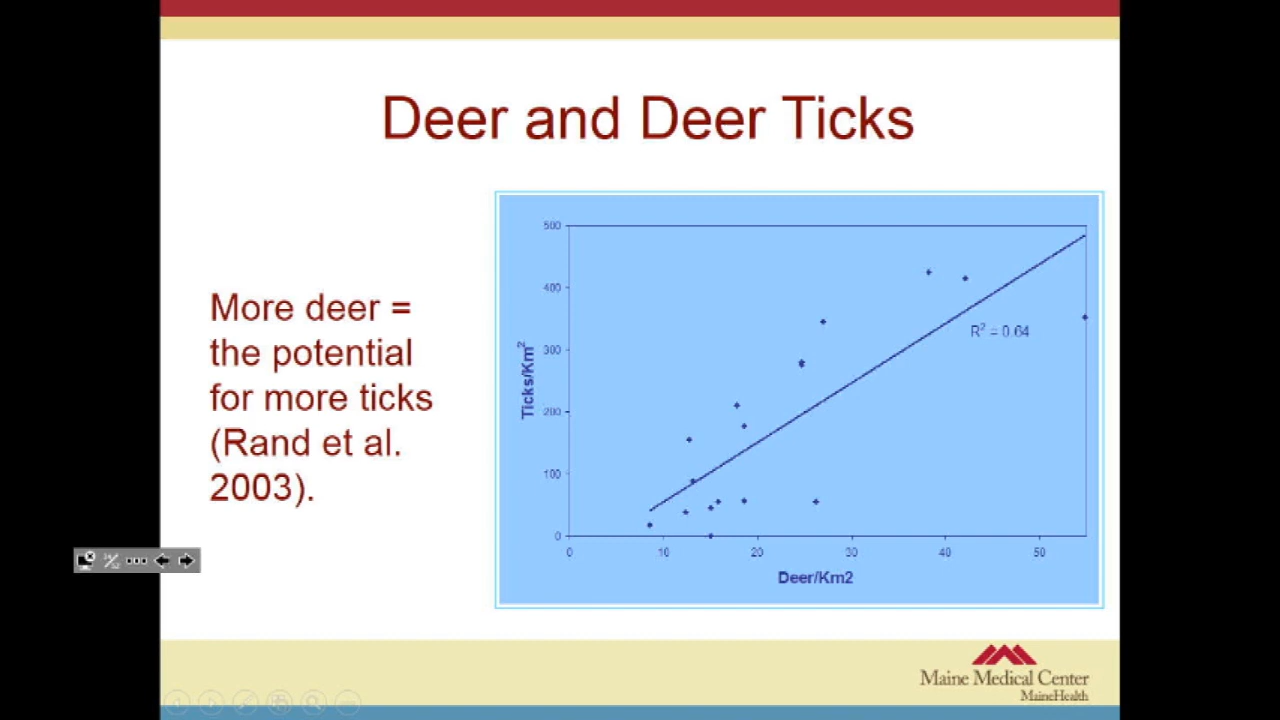 Deer and Deer Ticks
More deer =
the potential
for more ticks
(Rand et al.
2003).
500
400
300
200
100
0
Ticks/Km²
R² = 0.64
0 10 20 30 40 50
Deer/Km2
Maine Medical Center
MaineHealth